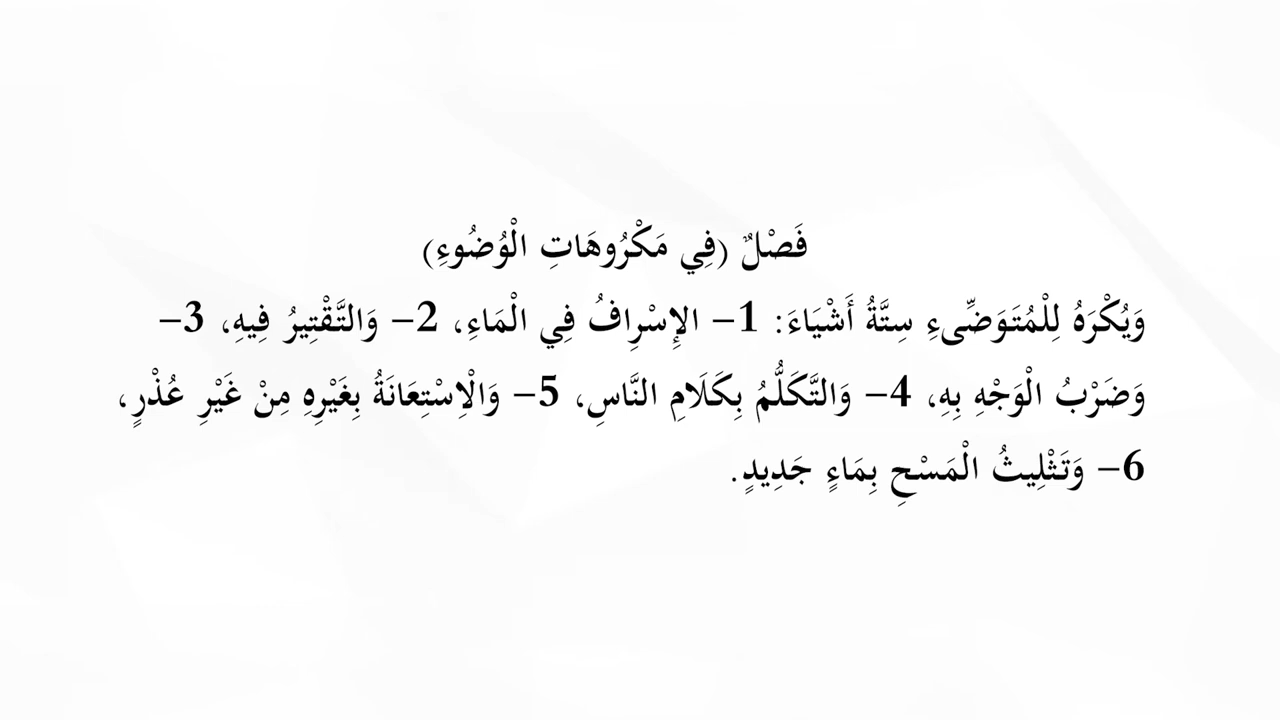 فَصْلٌ (فِي مَكْرُوهَاتِ الْوُضُوءِ)
وَيُكْرَهُ لِلْمُتَوَضِّىءِ سِتَّةُ أَشْيَاءَ: 1- الإِسْرِافُ فِي الْمَاءِ، 2- وَالتَّقْتِيرُ فِيهِ، 3-
وَضَرْبُ الْوَجْهِ بِهِ، 4- وَالتَّكَلُّمُ بِكَلَامِ النَّاسِ، 5- وَالْاِسْتِعَانَةُ بِغَيْرِهِ مِنْ غَيْرِ عُذْرٍ،
6- وَتَثْلِيثُ الْمَسْحِ بِمَاءٍ جَدِيدٍ.